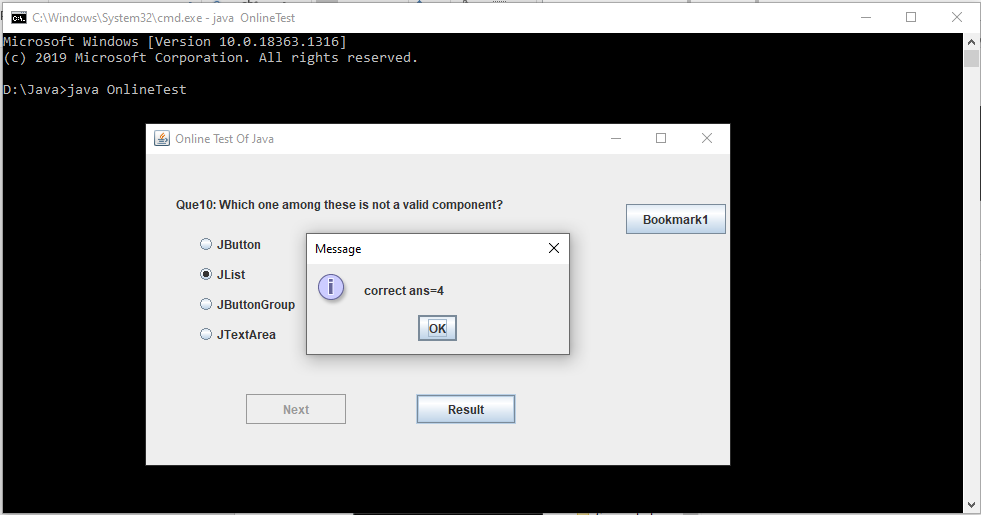 C:\Windows\System32\cmd.exe - java  OnlineTest
Microsoft Windows [Version 10.0.18363.1316]
(c) 2019 Microsoft Corporation. All rights reserved.
D:\Java>java OnlineTest
Online Test Of Java
Que10: Which one among these is not a valid component?
Bookmark1
JButton
JList
JButtonGroup
JTextArea
Message
correct ans=4
OK
Next
Result